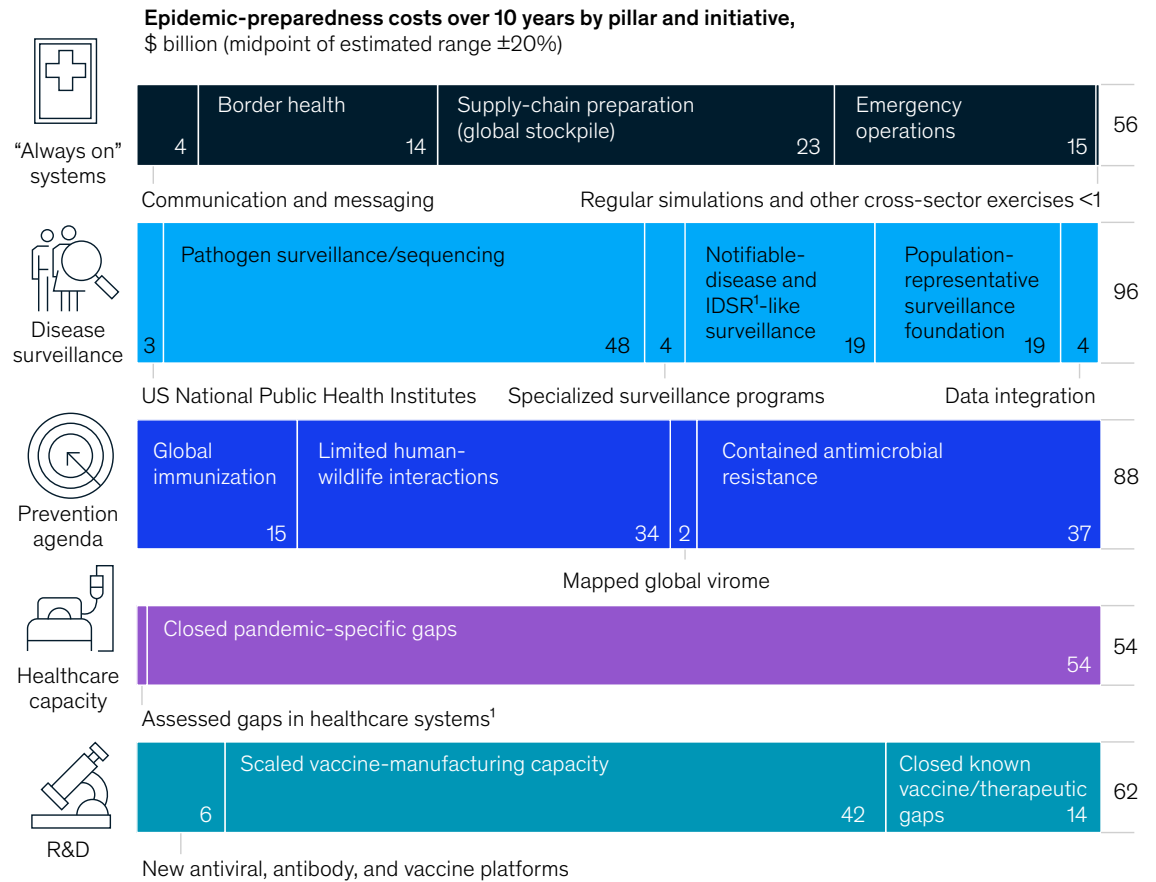 Epidemic-preparedness costs over 10 years by pillar and initiative,
$ billion (midpoint of estimated range ±20%)
“Always on”
systems
4
Border health
14
Supply-chain preparation
(global stockpile)
23
Emergency
operations
15
56
Communication and messaging
Regular simulations and other cross-sector exercises <1
Disease
surveillance
3
Pathogen surveillance/sequencing
48
4
Notifiable-
disease and
IDSR¹-like
surveillance
19
Population-
representative
surveillance
foundation
19
4
96
US National Public Health Institutes
Specialized surveillance programs
Data integration
Prevention
agenda
Global
immunization
15
Limited human-
wildlife interactions
34
2
Contained antimicrobial
resistance
37
88
Mapped global virome
Healthcare
capacity
Closed pandemic-specific gaps
54
54
Assessed gaps in healthcare systems¹
R&D
6
Scaled vaccine-manufacturing capacity
42
Closed known
vaccine/therapeutic
gaps
14
62
New antiviral, antibody, and vaccine platforms